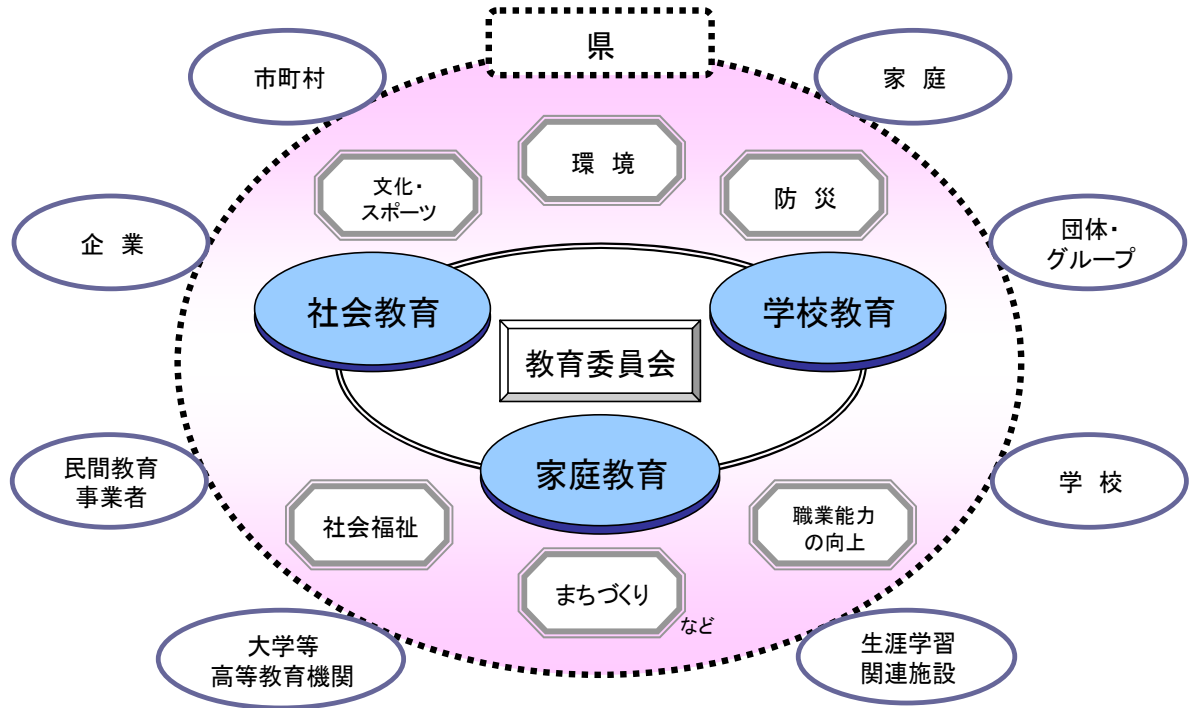 県
市町村
家 庭
環 境
文化・
スポーツ
防 災
企 業
団体・
グループ
社会教育
学校教育
教育委員会
家庭教育
民間教育
事業者
学 校
社会福祉
職業能力
の向上
まちづくり
など
大学等
高等教育機関
生涯学習
関連施設